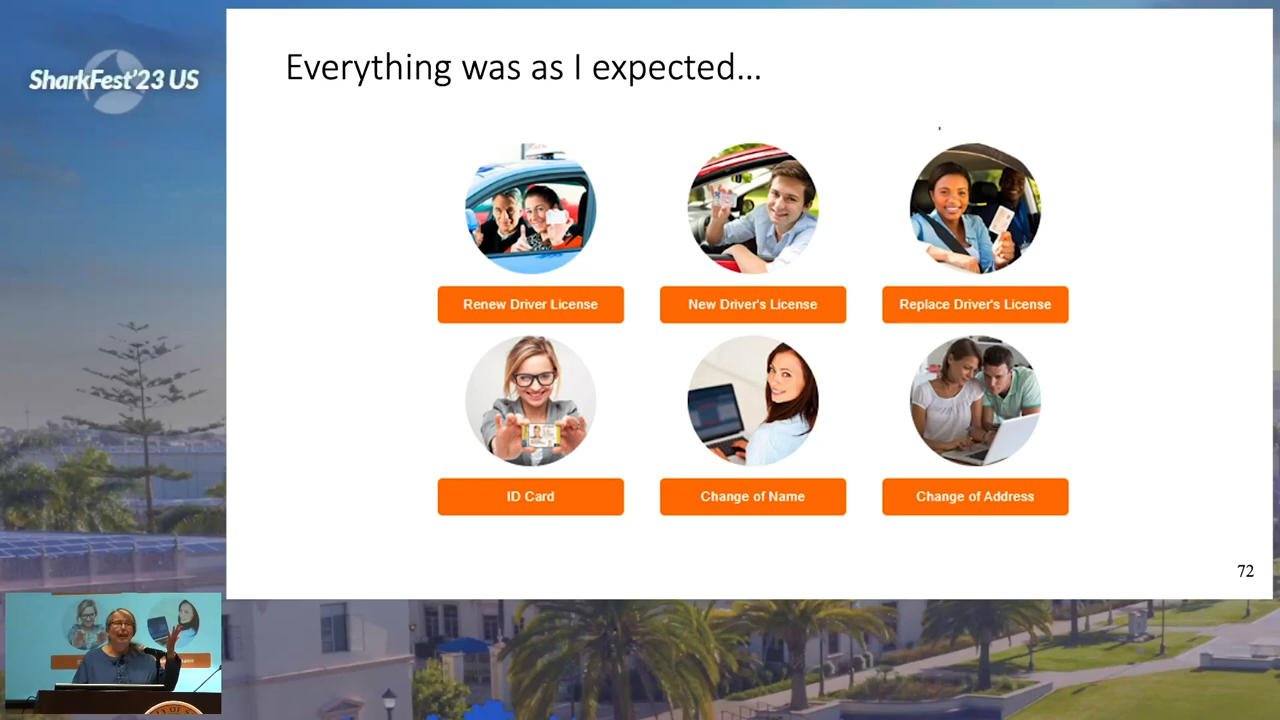 SharkFest'23 US
Everything was as I expected...
Renew Driver License
New Driver's License
Replace Driver's License
ID Card
Change of Name
Change of Address
72